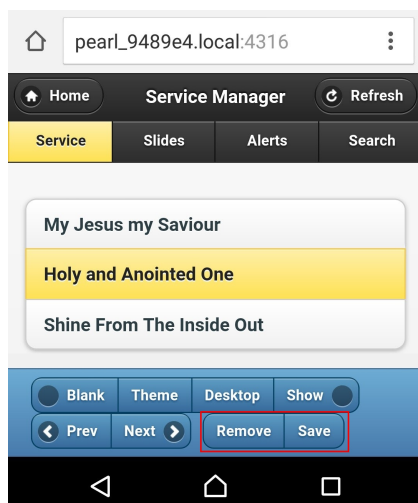 pearl_9489e4.local:4316
Home Service Manager Refresh
Service Slides Alerts Search
My Jesus my Saviour
Holy and Anointed One
Shine From The Inside Out
Blank Theme Desktop Show
Prev Next Remove Save